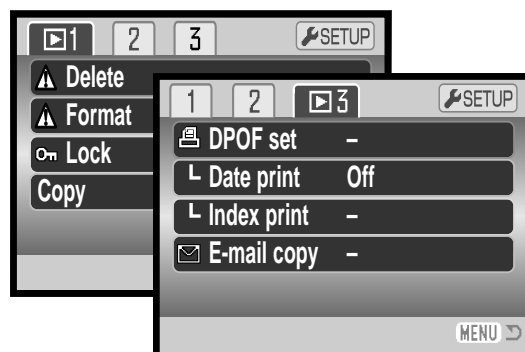 1 2 3 SETUP
Delete
Format
Lock
Copy
1 2 3 SETUP
DPOF set –
Date print Off
Index print –
E-mail copy –
MENU